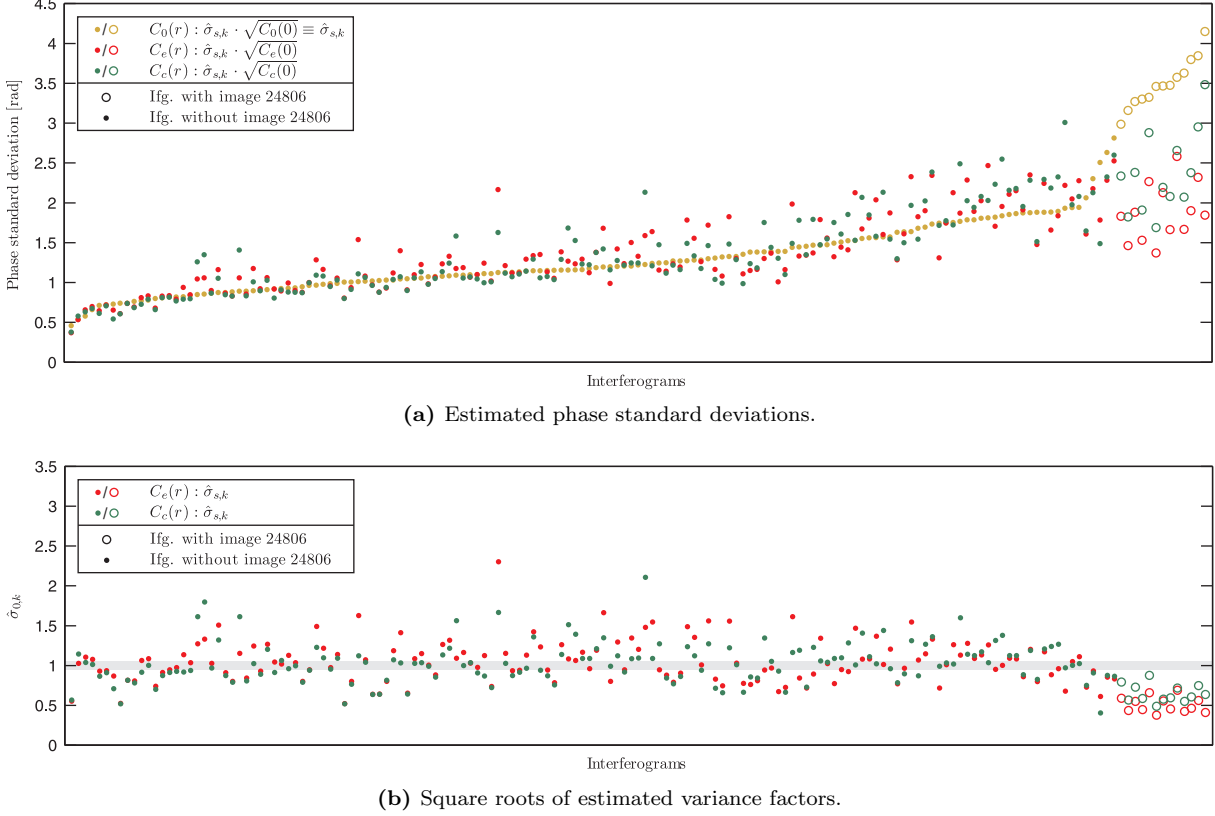 4.5
4
3.5
3
2.5
2
1.5
1
0.5
0
Phase standard deviation [rad]
/ C₀(r) : σ̂ₛ,ₖ · √C₀(0) ≡ σ̂ₛ,ₖ
/ Cₑ(r) : σ̂ₛ,ₖ · √Cₑ(0)
/ C_c(r) : σ̂ₛ,ₖ · √C_c(0)
Ifg. with image 24806
Ifg. without image 24806
Interferograms
(a) Estimated phase standard deviations.
3.5
3
2.5
2
1.5
1
0.5
0
σ̂₀,ₖ
/ Cₑ(r) : σ̂ₛ,ₖ
/ C_c(r) : σ̂ₛ,ₖ
Ifg. with image 24806
Ifg. without image 24806
Interferograms
(b) Square roots of estimated variance factors.